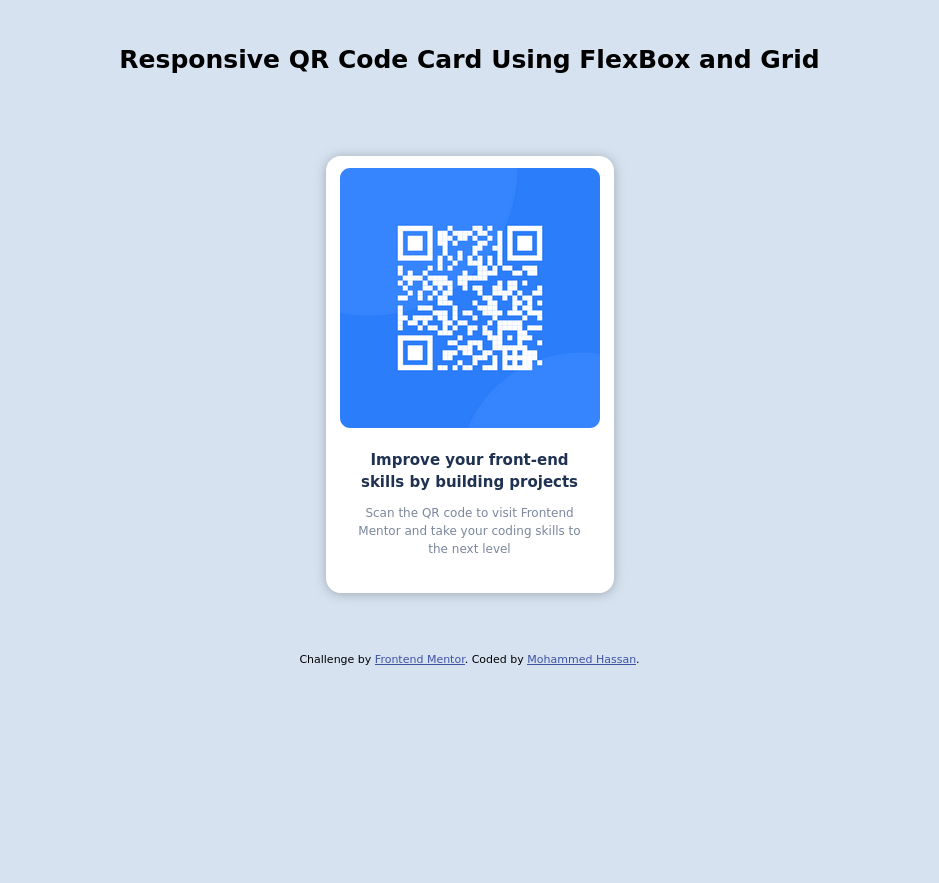 Responsive QR Code Card Using FlexBox and Grid
Improve your front-end
skills by building projects
Scan the QR code to visit Frontend
Mentor and take your coding skills to
the next level
Challenge by Frontend Mentor. Coded by Mohammed Hassan.